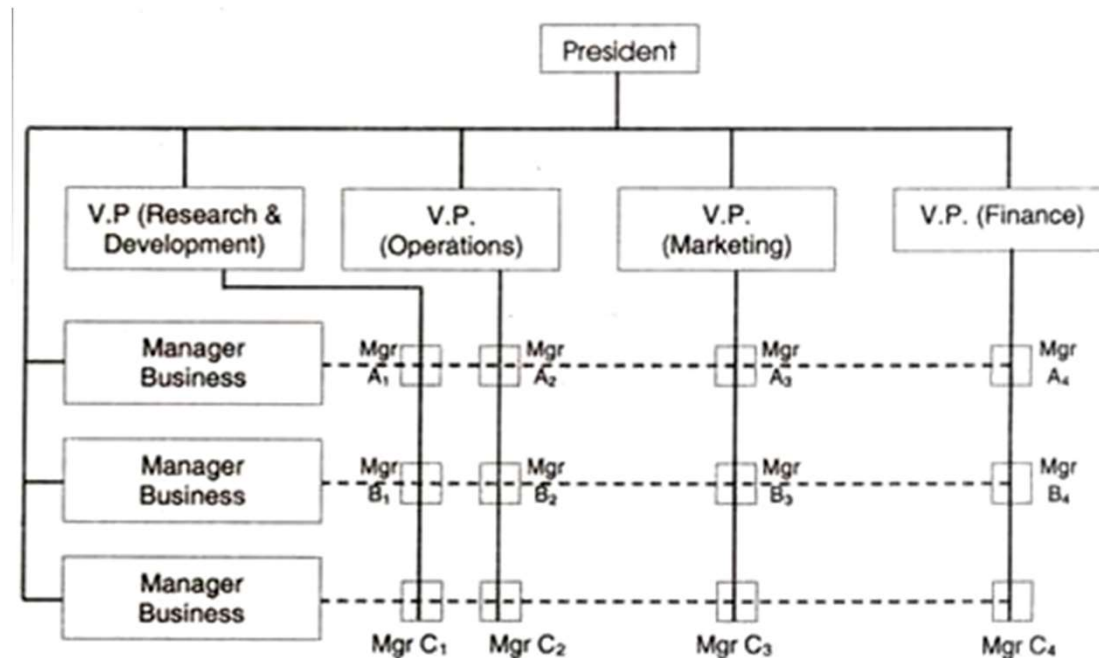 President
V.P (Research &
Development)
V.P.
(Operations)
V.P.
(Marketing)
V.P. (Finance)
Manager
Business
Mgr
A₁
Mgr
A₂
Mgr
A₃
Mgr
A₄
Manager
Business
Mgr
B₁
Mgr
B₂
Mgr
B₃
Mgr
B₄
Manager
Business
Mgr C₁
Mgr C₂
Mgr C₃
Mgr C₄